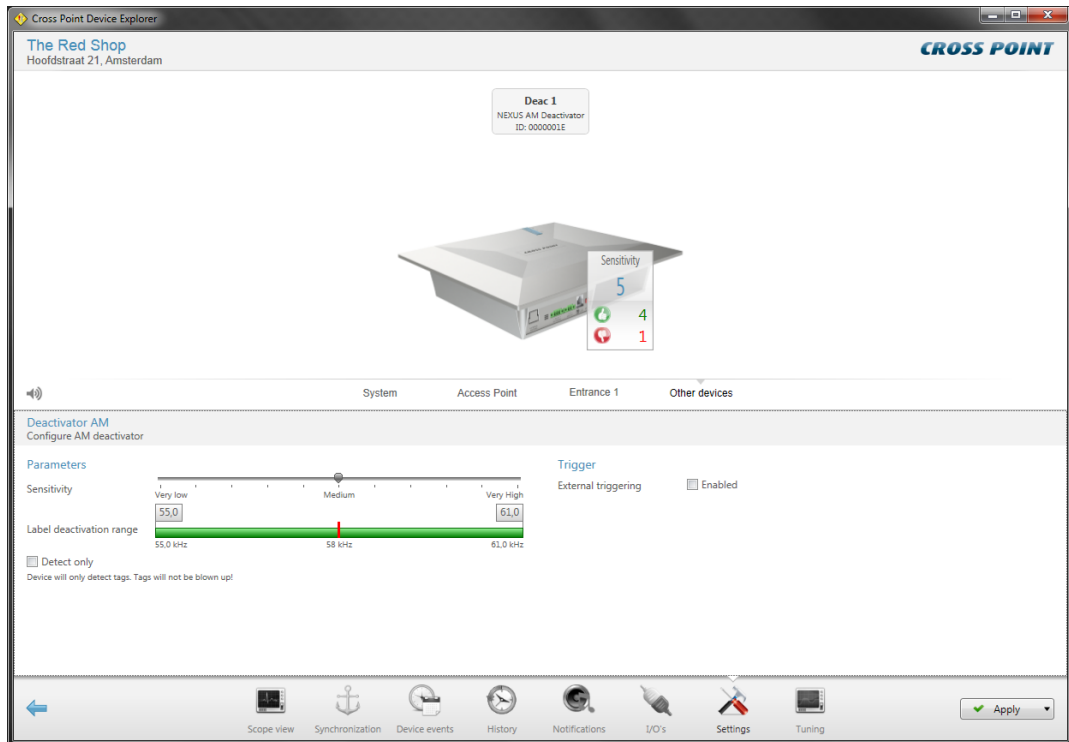 Cross Point Device Explorer
The Red Shop
Hoofdstraat 21, Amsterdam
CROSS POINT
Deac 1
NEXUS AM Deactivator
ID: 0000001E
Sensitivity
5
4
1
System Access Point Entrance 1 Other devices
Deactivator AM
Configure AM deactivator
Parameters
Sensitivity
Very low Medium Very High
55,0 61,0
Label deactivation range
55,0 kHz 58 kHz 61,0 kHz
Detect only
Device will only detect tags. Tags will not be blown up!
Trigger
External triggering Enabled
Scope view Synchronization Device events History Notifications I/O's Settings Tuning
Apply